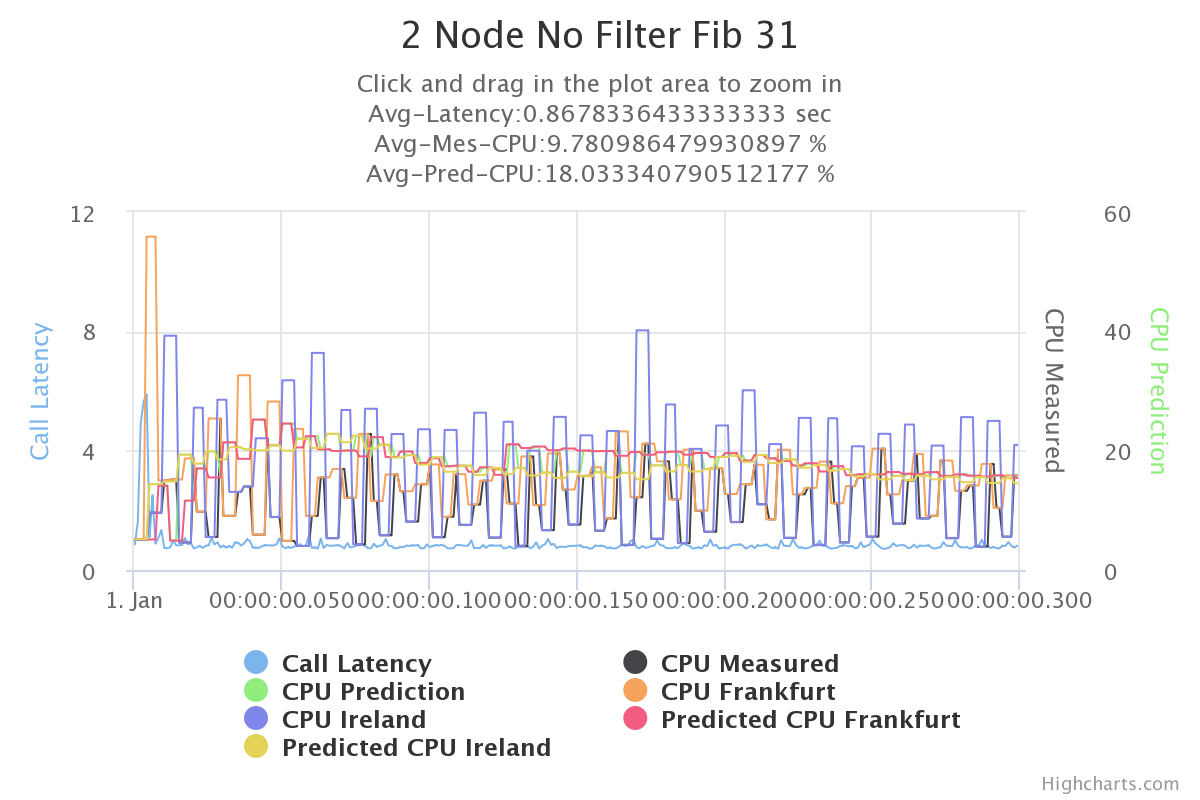 2 Node No Filter Fib 31
Click and drag in the plot area to zoom in
Avg-Latency:0.8678336433333333 sec
Avg-Mes-CPU:9.780986479930897 %
Avg-Pred-CPU:18.033340790512177 %
12
8
4
0
Call Latency
60
40
20
0
CPU Measured
CPU Prediction
1. Jan
00:00:00.050
00:00:00.100
00:00:00.150
00:00:00.200
00:00:00.250
00:00:00.300
Call Latency
CPU Prediction
CPU Ireland
Predicted CPU Ireland
CPU Measured
CPU Frankfurt
Predicted CPU Frankfurt
Highcharts.com